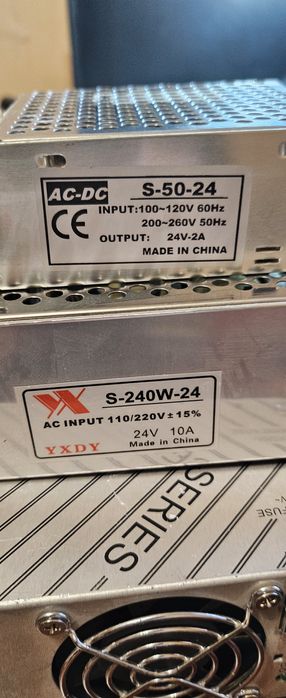 AC-DC S-50-24
INPUT:100~120V 60Hz
200~260V 50Hz
OUTPUT: 24V-2A
MADE IN CHINA
CE
YX S-240W-24
AC INPUT 110/220V ± 15%
24V 10A
YXDY Made in China
SERIES
FUSE